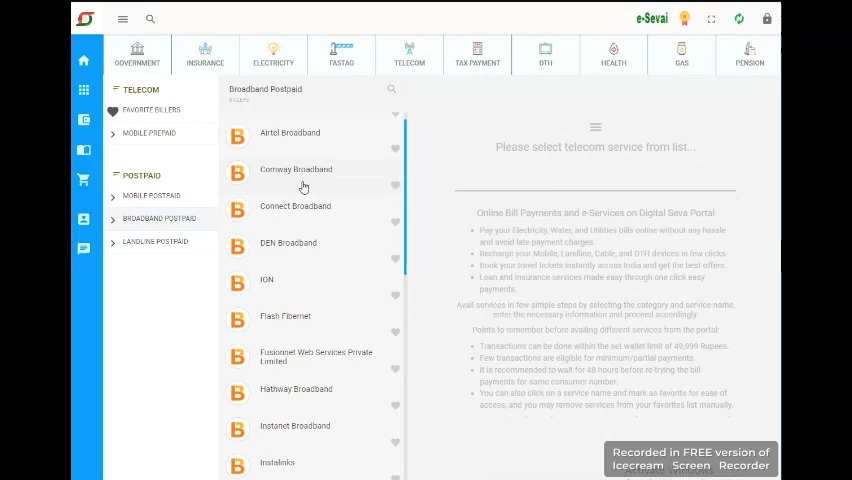 e-Sevai
GOVERNMENT
INSURANCE
ELECTRICITY
FASTAG
TELECOM
TAX PAYMENT
DTH
HEALTH
GAS
PENSION
TELECOM
FAVORITE BILLERS
MOBILE PREPAID
POSTPAID
MOBILE POSTPAID
BROADBAND POSTPAID
LANDLINE POSTPAID
Broadband Postpaid
BILLERS
Airtel Broadband
Comway Broadband
Connect Broadband
DEN Broadband
ION
Flash Fibernet
Fusionnet Web Services Private
Limited
Hathway Broadband
Instanet Broadband
Instalinks
Please select telecom service from list...
Online Bill Payments and e-Services on Digital Seva Portal
Pay your Electricity, Water, and Utilities bills online without any hassle
and avoid late payment charges
Recharge your Mobile, Landline, Cable, and DTH devices in few clicks.
Book your travel tickets instantly across India and get the best offers.
Loan and Insurance services made easy through one click easy
payments.
Avail services in few simple steps by selecting the category and service name.
enter the necessary information and proceed accordingly.
Points to remember before availing different services from the portal:
Transactions can be done within the set wallet limit of 49,999 Rupees.
Few transactions are eligible for minimum/partial payments.
It is recommended to wait for 48 hours before re-trying the bill
payments for same consumer number.
You can also click on a service name and mark as favorite for ease of
access, and you may remove services from your favorites list manually.
Recorded in FREE version of
Icecream Screen Recorder